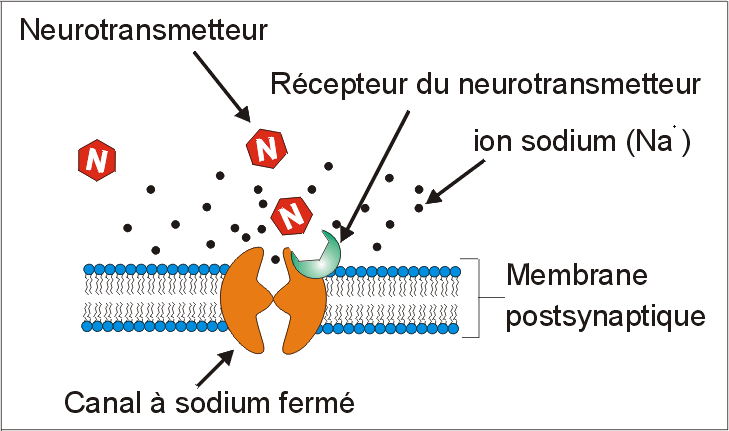 Neurotransmetteur
Récepteur du neurotransmetteur
ion sodium (Na⁺)
N
N
N
Membrane
postsynaptique
Canal à sodium fermé